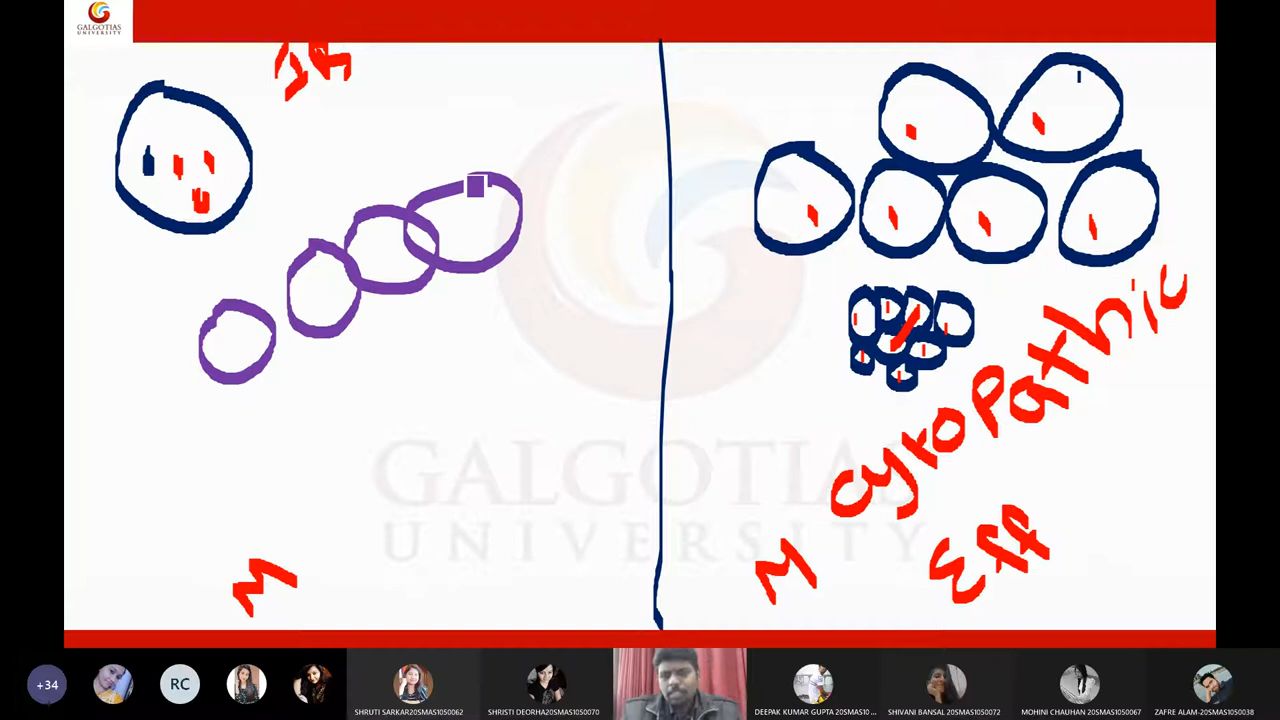 GALGOTIAS
UNIVERSITY
GALGOTIAS
UNIVERSITY
Cytopathic
Eff
M
M
+34
RC
SHRUTI SARKAR20SMAS1050062
SHRISTI DEORHA20SMAS1050070
DEEPAK KUMAR GUPTA 20SMAS10 ...
SHIVANI BANSAL 20SMAS1050072
MOHINI CHAUHAN 20SMAS1050067
ZAFRE ALAM-20SMAS1050038